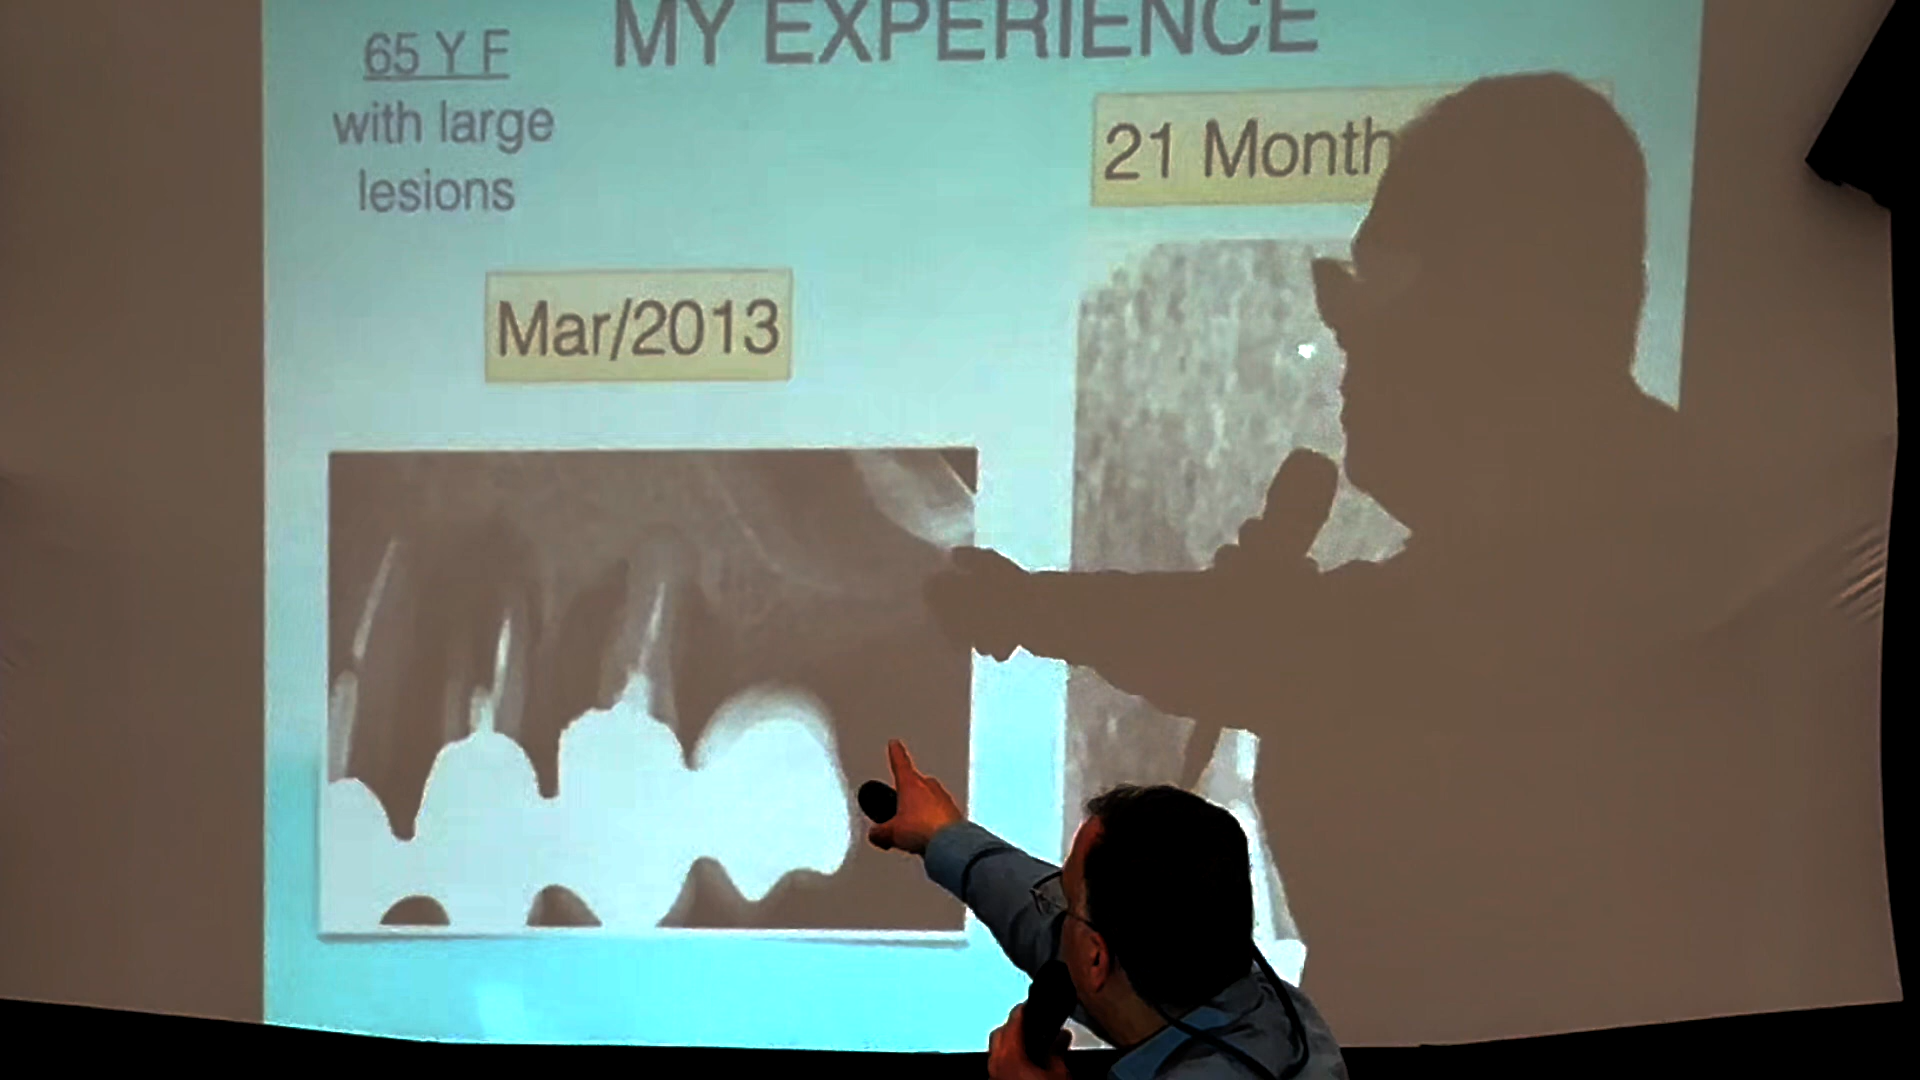 MY EXPERIENCE
65 Y F
with large
lesions
21 Month
Mar/2013